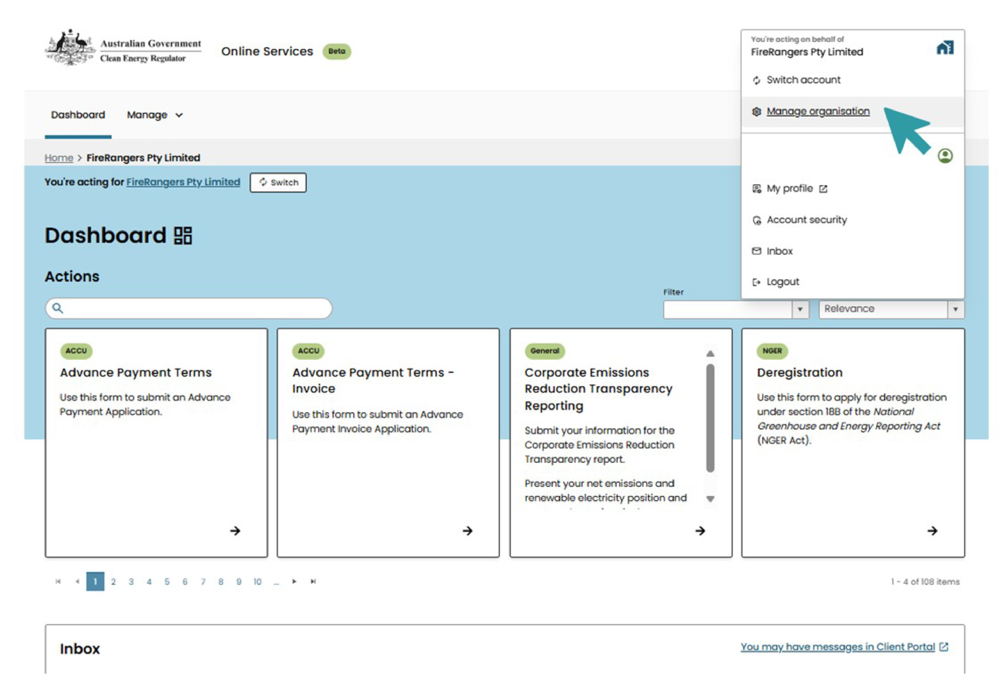 Australian Government
Clean Energy Regulator
Online Services
Beta
You're acting on behalf of
FireRangers Pty Limited
Switch account
Manage organisation
My profile
Account security
Inbox
Logout
Dashboard
Manage
Home > FireRangers Pty Limited
You're acting for FireRangers Pty Limited
Switch
Dashboard
Actions
Filter
Relevance
ACCU
Advance Payment Terms
Use this form to submit an Advance
Payment Application.
ACCU
Advance Payment Terms -
Invoice
Use this form to submit an Advance
Payment Invoice Application.
General
Corporate Emissions
Reduction Transparency
Reporting
Submit your information for the
Corporate Emissions Reduction
Transparency report.
Present your net emissions and
renewable electricity position and
NGER
Deregistration
Use this form to apply for deregistration
under section 18B of the National
Greenhouse and Energy Reporting Act
(NGER Act).
1 2 3 4 5 6 7 8 9 10 ...
1 - 4 of 108 items
Inbox
You may have messages in Client Portal